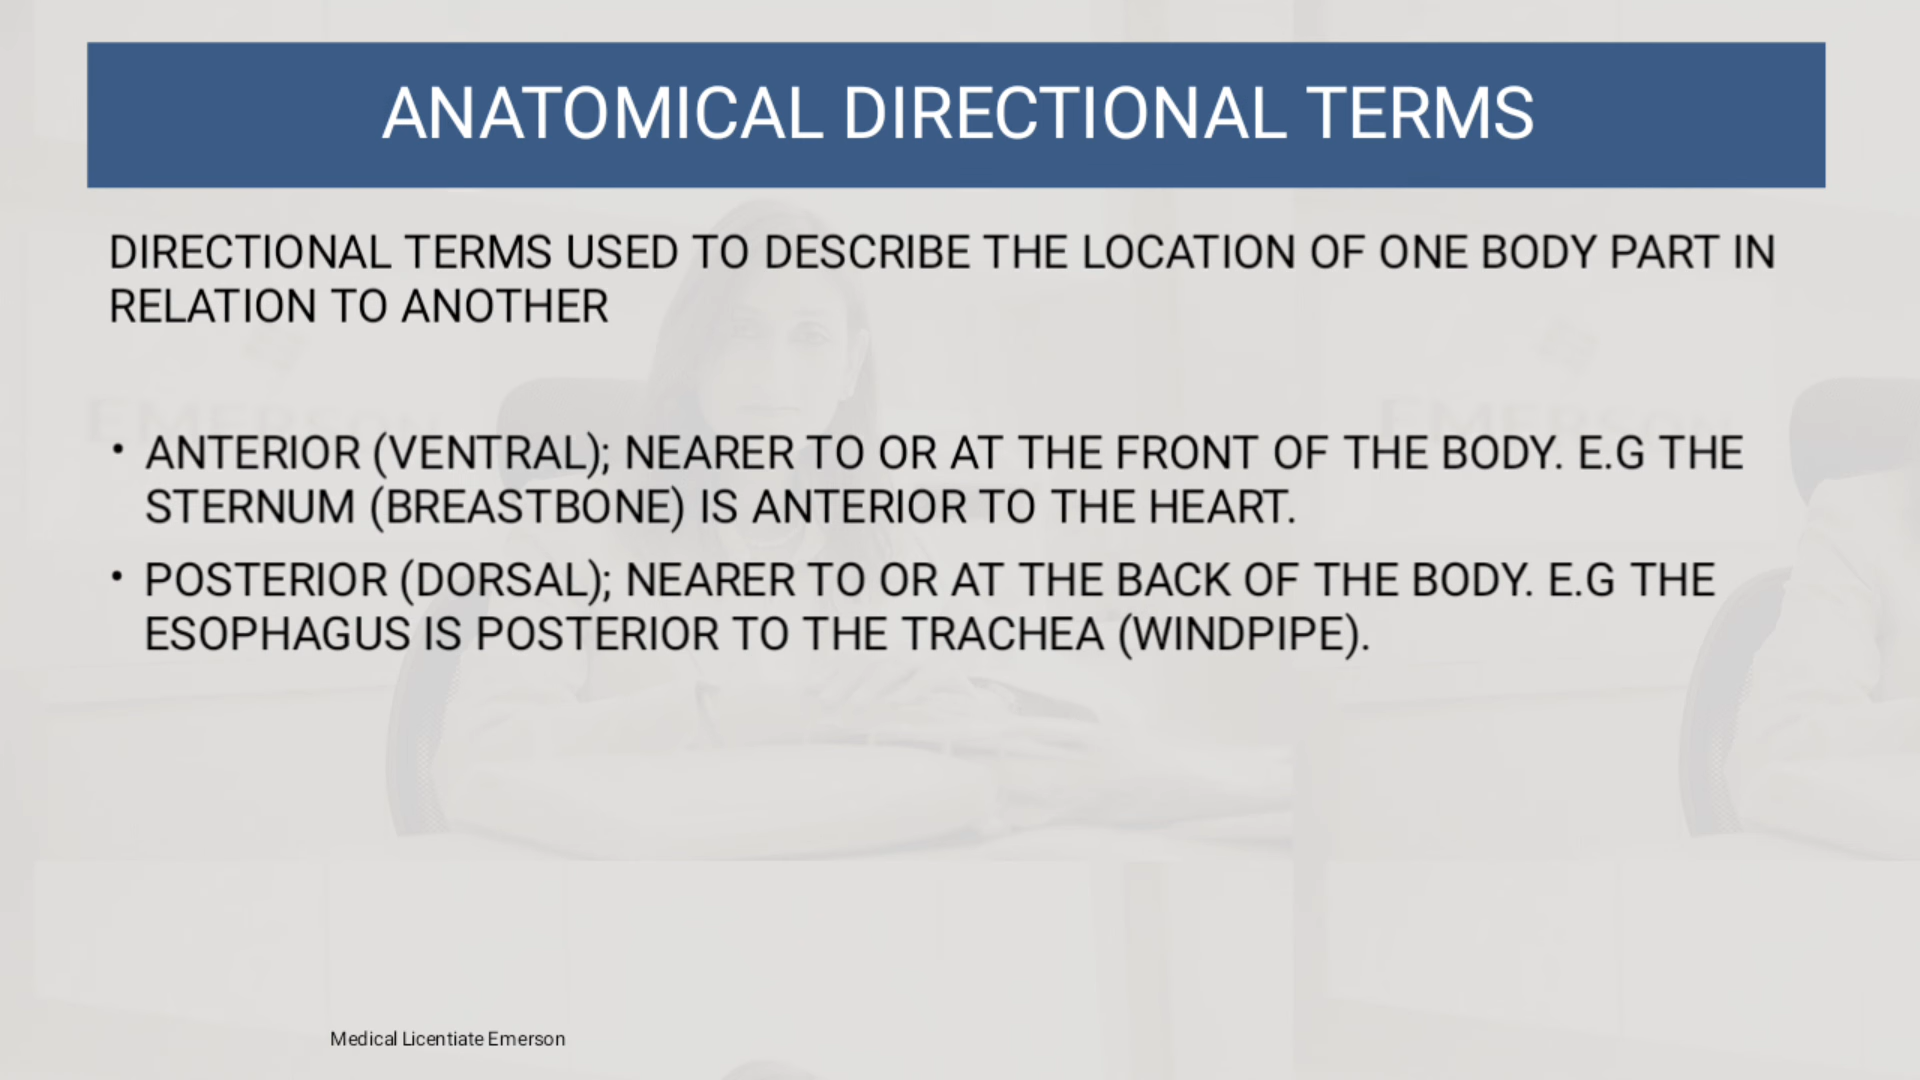 ANATOMICAL DIRECTIONAL TERMS
DIRECTIONAL TERMS USED TO DESCRIBE THE LOCATION OF ONE BODY PART IN
RELATION TO ANOTHER
EMERSON EMERSON
• ANTERIOR (VENTRAL); NEARER TO OR AT THE FRONT OF THE BODY. E.G THE
STERNUM (BREASTBONE) IS ANTERIOR TO THE HEART.
• POSTERIOR (DORSAL); NEARER TO OR AT THE BACK OF THE BODY. E.G THE
ESOPHAGUS IS POSTERIOR TO THE TRACHEA (WINDPIPE).
Medical Licentiate Emerson